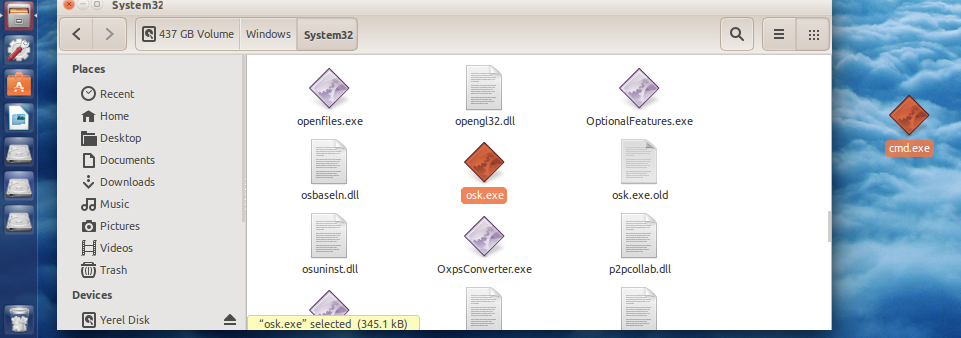 System32
437 GB Volume
Windows
System32
Places
Recent
Home
Desktop
Documents
Downloads
Music
Pictures
Videos
Trash
Devices
Yerel Disk
openfiles.exe
opengl32.dll
OptionalFeatures.exe
osbaseln.dll
osk.exe
osk.exe.old
osuninst.dll
OxpsConverter.exe
p2pcollab.dll
“osk.exe” selected (345.1 kB)
cmd.exe